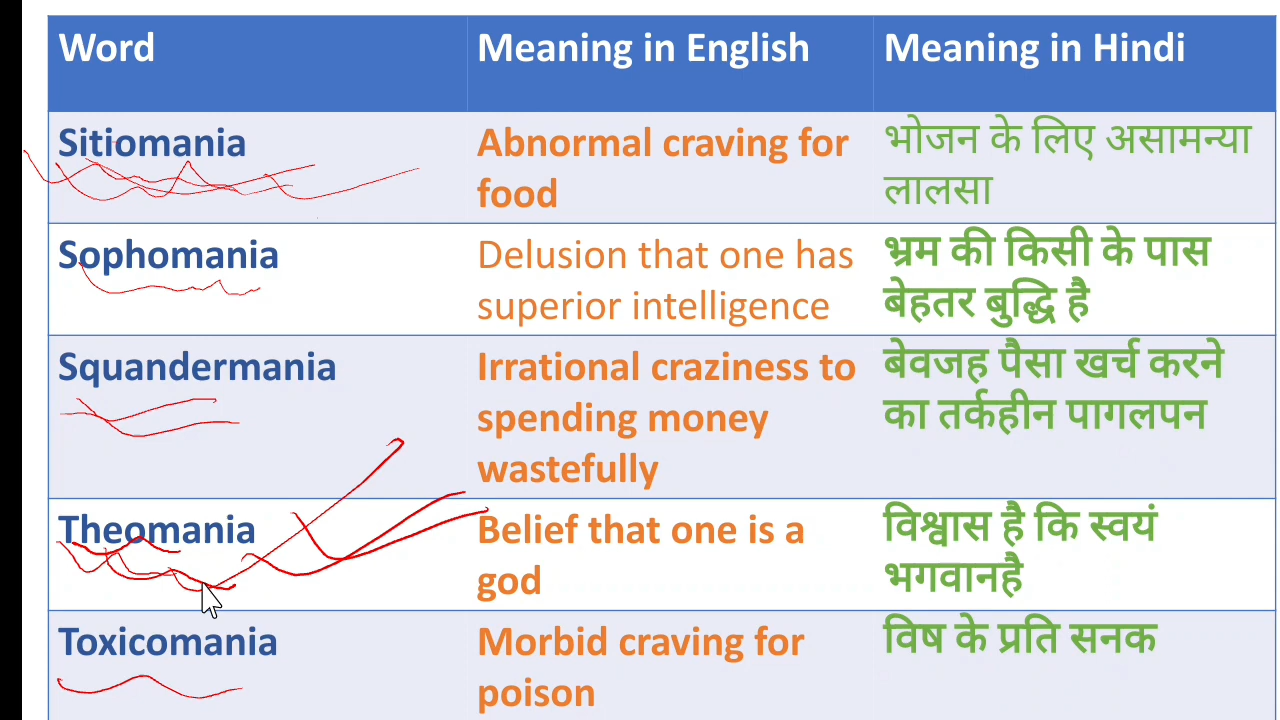 Word
Meaning in English
Meaning in Hindi
Sitiomania
Abnormal craving for
food
भोजन के लिए असामन्या
लालसा
Sophomania
Delusion that one has
superior intelligence
भ्रम की किसी के पास
बेहतर बुद्धि है
Squandermania
Irrational craziness to
spending money
wastefully
बेवजह पैसा खर्च करने
का तर्कहीन पागलपन
Theomania
Belief that one is a
god
विश्वास है कि स्वयं
भगवानहै
Toxicomania
Morbid craving for
poison
विष के प्रति सनक